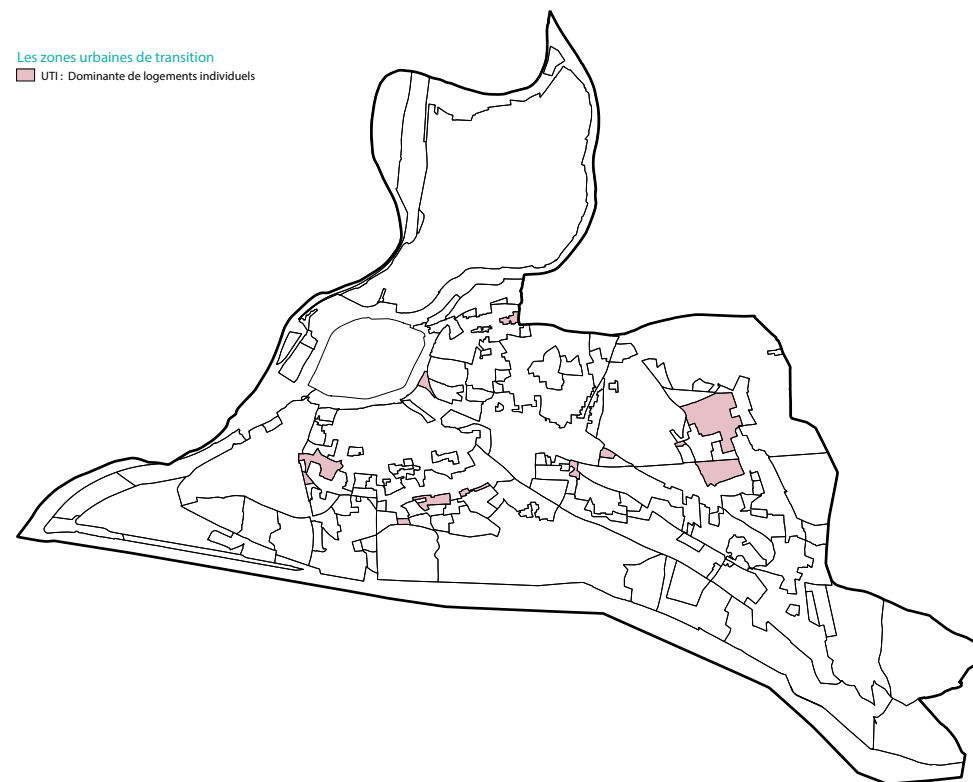 Les zones urbaines de transition
UTI : Dominante de logements individuels